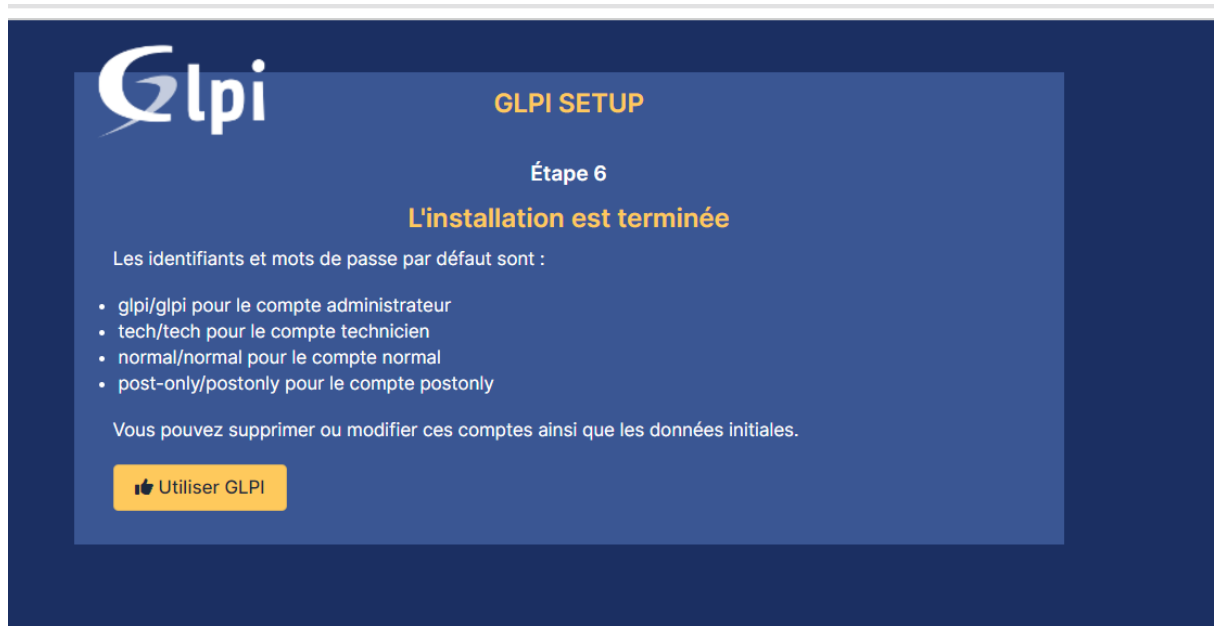 Glpi
GLPI SETUP
Étape 6
L'installation est terminée
Les identifiants et mots de passe par défaut sont :
• glpi/glpi pour le compte administrateur
• tech/tech pour le compte technicien
• normal/normal pour le compte normal
• post-only/postonly pour le compte postonly
Vous pouvez supprimer ou modifier ces comptes ainsi que les données initiales.
Utiliser GLPI